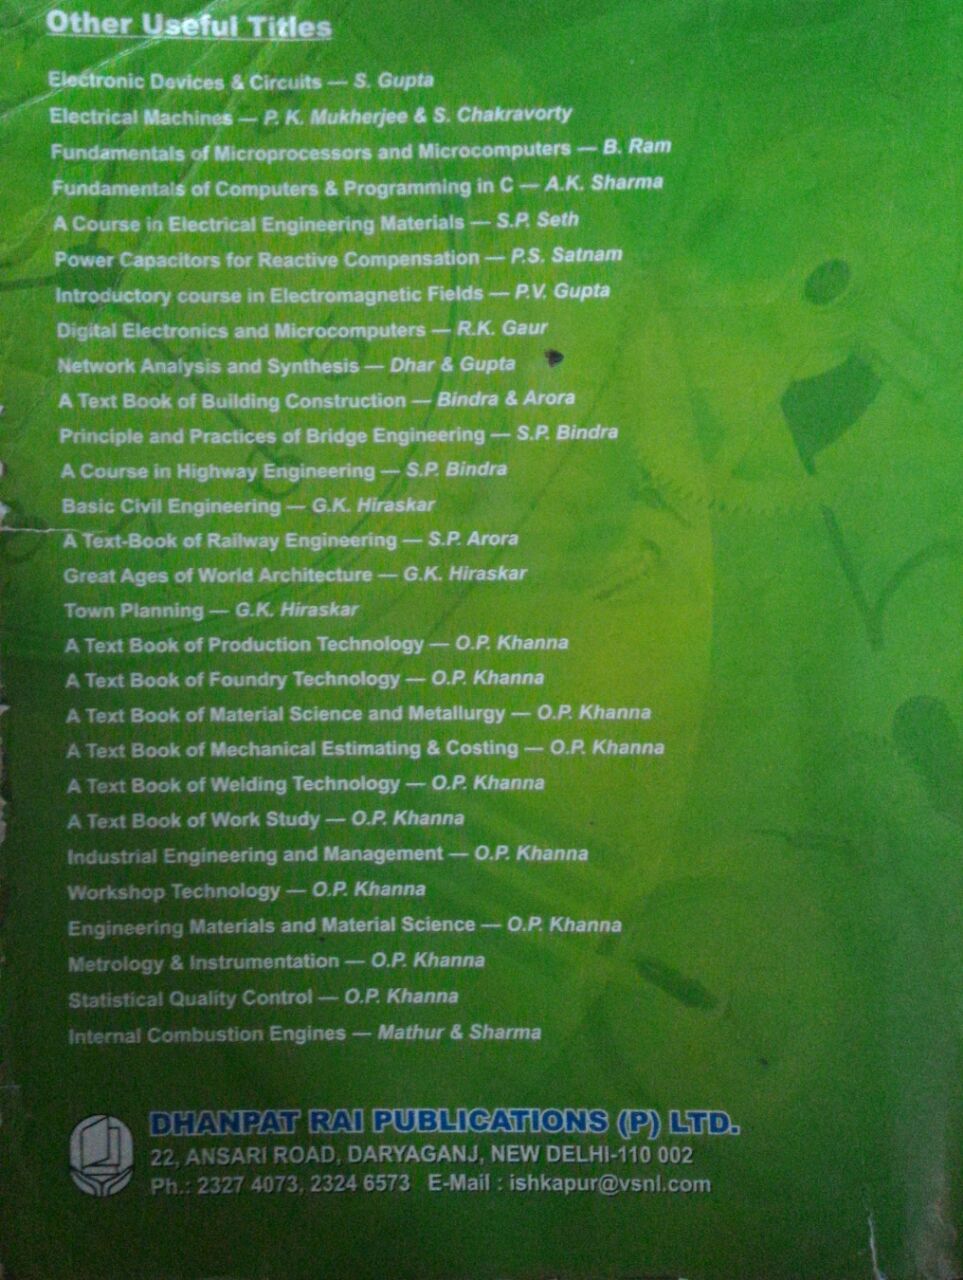 Other Useful Titles
Electronic Devices & Circuits — S. Gupta
Electrical Machines — P. K. Mukherjee & S. Chakravorty
Fundamentals of Microprocessors and Microcomputers — B. Ram
Fundamentals of Computers & Programming in C — A.K. Sharma
A Course in Electrical Engineering Materials — S.P. Seth
Power Capacitors for Reactive Compensation — P.S. Satnam
Introductory course in Electromagnetic Fields — P.V. Gupta
Digital Electronics and Microcomputers — R.K. Gaur
Network Analysis and Synthesis — Dhar & Gupta
A Text Book of Building Construction — Bindra & Arora
Principle and Practices of Bridge Engineering — S.P. Bindra
A Course in Highway Engineering — S.P. Bindra
Basic Civil Engineering — G.K. Hiraskar
A Text-Book of Railway Engineering — S.P. Arora
Great Ages of World Architecture — G.K. Hiraskar
Town Planning — G.K. Hiraskar
A Text Book of Production Technology — O.P. Khanna
A Text Book of Foundry Technology — O.P. Khanna
A Text Book of Material Science and Metallurgy — O.P. Khanna
A Text Book of Mechanical Estimating & Costing — O.P. Khanna
A Text Book of Welding Technology — O.P. Khanna
A Text Book of Work Study — O.P. Khanna
Industrial Engineering and Management — O.P. Khanna
Workshop Technology — O.P. Khanna
Engineering Materials and Material Science — O.P. Khanna
Metrology & Instrumentation — O.P. Khanna
Statistical Quality Control — O.P. Khanna
Internal Combustion Engines — Mathur & Sharma
DHANPAT RAI PUBLICATIONS (P) LTD.
22, ANSARI ROAD, DARYAGANJ, NEW DELHI-110 002
Ph.: 2327 4073, 2324 6573 E-Mail : ishkapur@vsnl.com